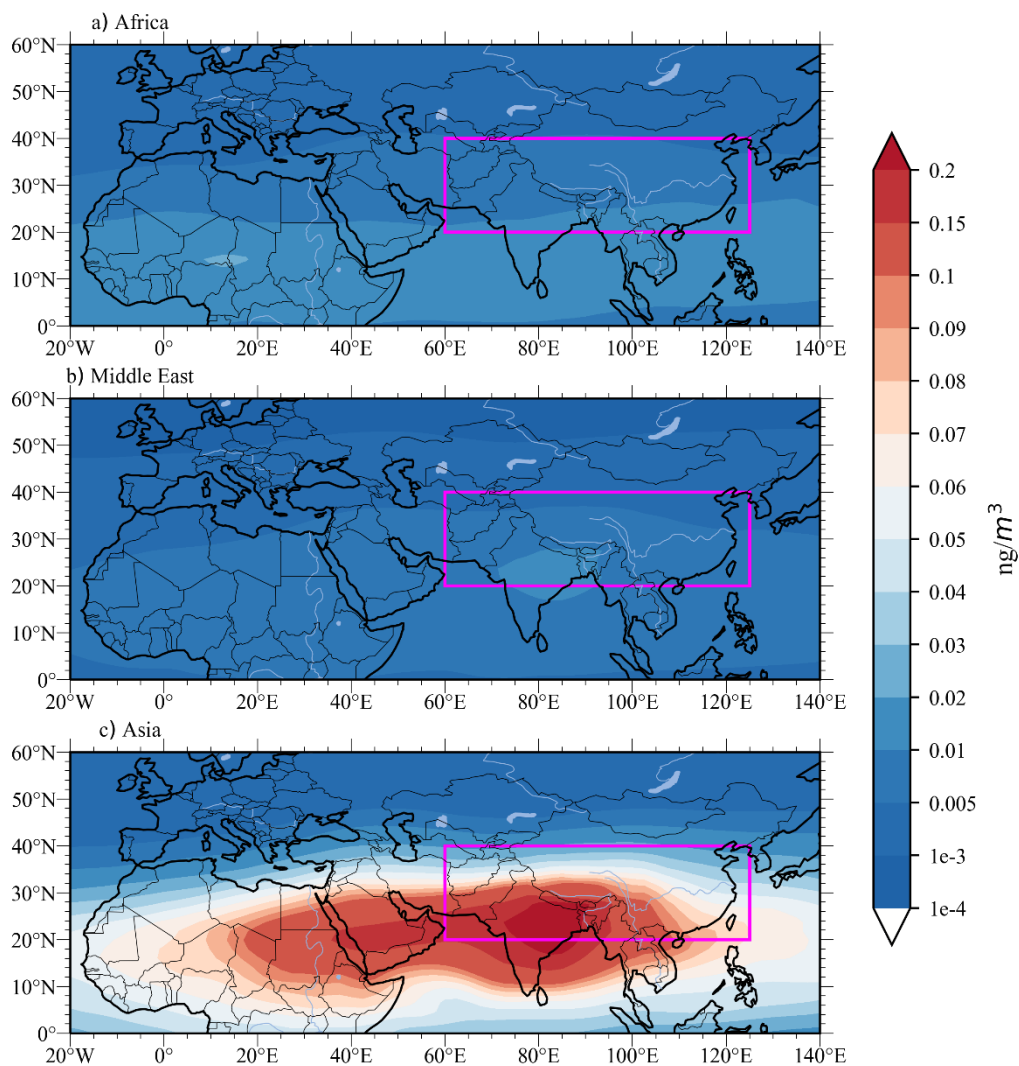 a) Africa
60°N
50°N
40°N
30°N
20°N
10°N
0°
20°W 0° 20°E 40°E 60°E 80°E 100°E 120°E 140°E
b) Middle East
60°N
50°N
40°N
30°N
20°N
10°N
0°
20°W 0° 20°E 40°E 60°E 80°E 100°E 120°E 140°E
c) Asia
60°N
50°N
40°N
30°N
20°N
10°N
0°
20°W 0° 20°E 40°E 60°E 80°E 100°E 120°E 140°E
0.2
0.15
0.1
0.09
0.08
0.07
0.06
0.05
0.04
0.03
0.02
0.01
0.005
1e-3
1e-4
ng/m³